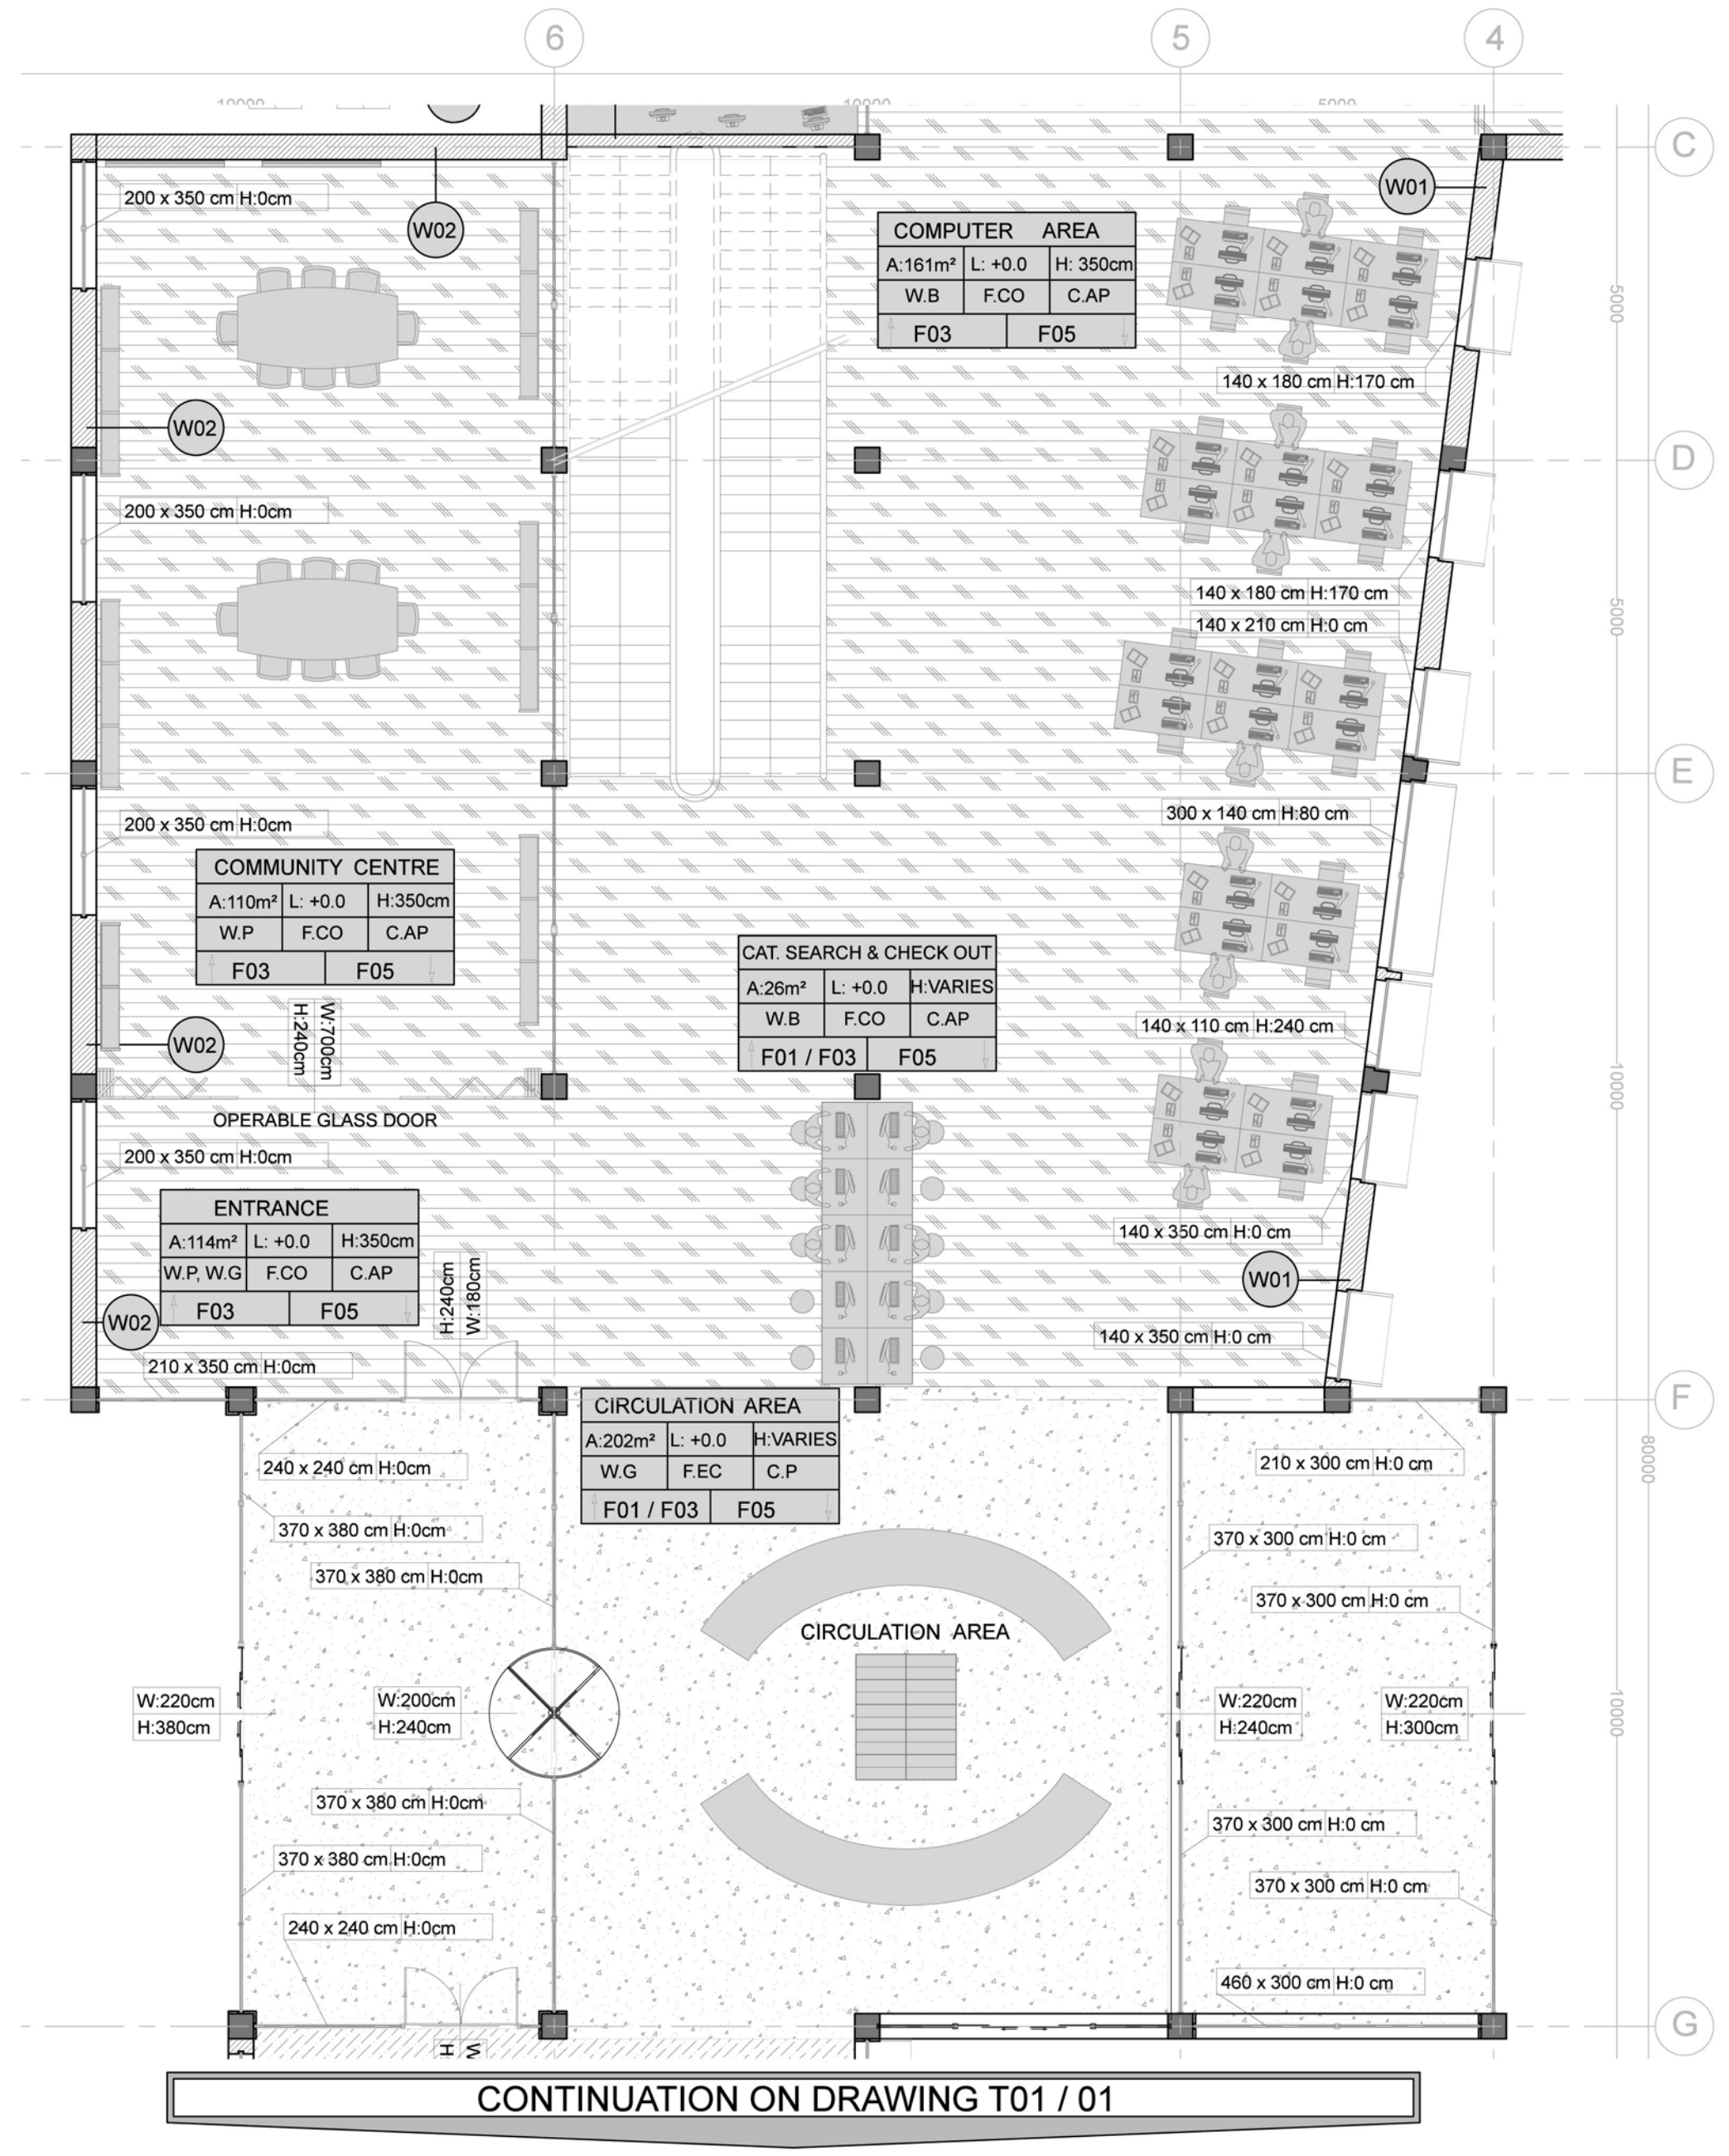 6
5
4
10000
10000
5000
C
W01
200 x 350 cm H:0cm
W02
COMPUTER AREA
A:161m² L: +0.0 H: 350cm
W.B F.CO C.AP
F03 F05
5000
140 x 180 cm H:170 cm
W02
D
200 x 350 cm H:0cm
140 x 180 cm H:170 cm
140 x 210 cm H:0 cm
5000
E
300 x 140 cm H:80 cm
200 x 350 cm H:0cm
COMMUNITY CENTRE
A:110m² L: +0.0 H:350cm
W.P F.CO C.AP
F03 F05
CAT. SEARCH & CHECK OUT
A:26m² L: +0.0 H:VARIES
W.B F.CO C.AP
F01 / F03 F05
W:700cm
H:240cm
140 x 110 cm H:240 cm
W02
10000
OPERABLE GLASS DOOR
200 x 350 cm H:0cm
ENTRANCE
A:114m² L: +0.0 H:350cm
W.P, W.G F.CO C.AP
F03 F05
140 x 350 cm H:0 cm
W01
H:240cm
W:180cm
W02
140 x 350 cm H:0 cm
210 x 350 cm H:0cm
F
CIRCULATION AREA
A:202m² L: +0.0 H:VARIES
W.G F.EC C.P
F01 / F03 F05
80000
240 x 240 cm H:0cm
210 x 300 cm H:0 cm
370 x 380 cm H:0cm
370 x 300 cm H:0 cm
370 x 380 cm H:0cm
370 x 300 cm H:0 cm
CIRCULATION AREA
W:220cm
H:380cm
W:200cm
H:240cm
W:220cm
H:240cm
W:220cm
H:300cm
10000
370 x 380 cm H:0cm
370 x 300 cm H:0 cm
370 x 380 cm H:0cm
370 x 300 cm H:0 cm
240 x 240 cm H:0cm
460 x 300 cm H:0 cm
G
H
W
CONTINUATION ON DRAWING T01 / 01